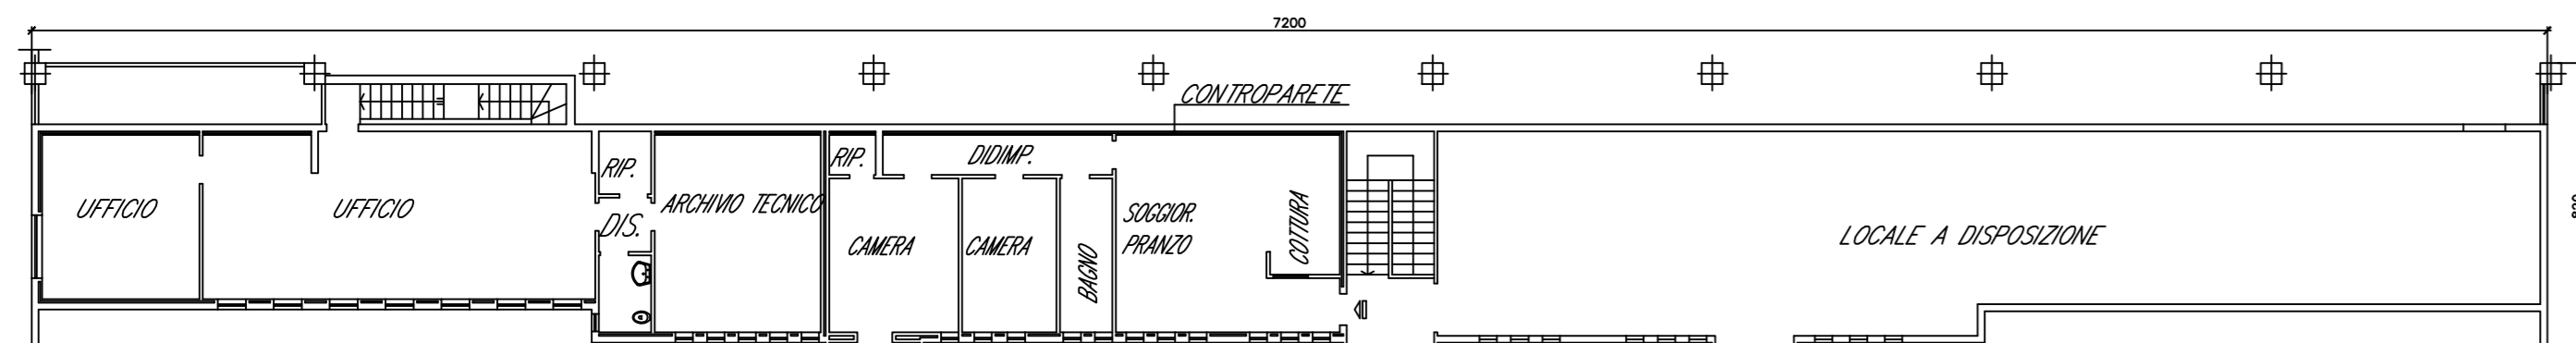 7200
CONTROPARETE
RIP.
DIDIMP.
RIP.
UFFICIO
UFFICIO
ARCHIVIO TECNICO
DIS.
SOGGIOR.
PRANZO
COTTURA
CAMERA
CAMERA
BAGNO
LOCALE A DISPOSIZIONE